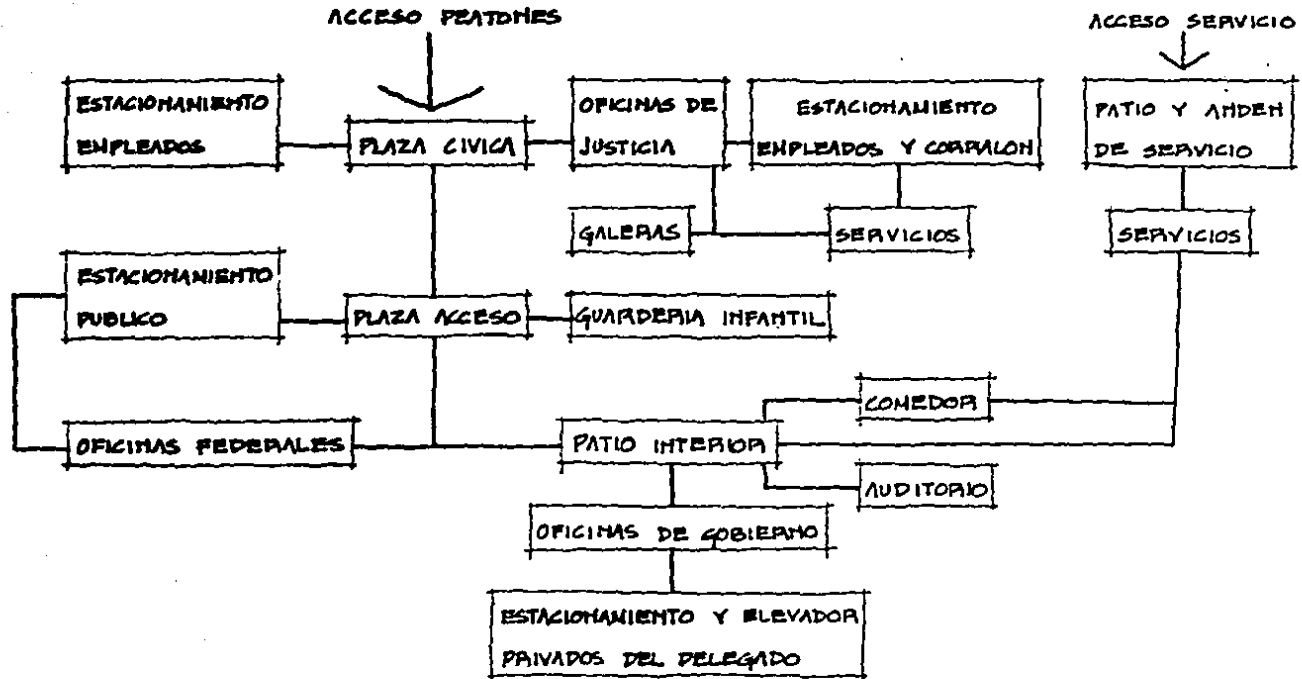 ACCESO PEATONES
ACCESO SERVICIO
ESTACIONAMIENTO
EMPLEADOS
PLAZA CIVICA
OFICINAS DE
JUSTICIA
ESTACIONAMIENTO
EMPLEADOS Y CORRALON
PATIO Y ANDEN
DE SERVICIO
GALERAS
SERVICIOS
SERVICIOS
ESTACIONAMIENTO
PUBLICO
PLAZA ACCESO
GUARDERIA INFANTIL
COMEDOR
OFICINAS FEDERALES
PATIO INTERIOR
AUDITORIO
OFICINAS DE GOBIERNO
ESTACIONAMIENTO Y ELEVADOR
PRIVADOS DEL DELEGADO